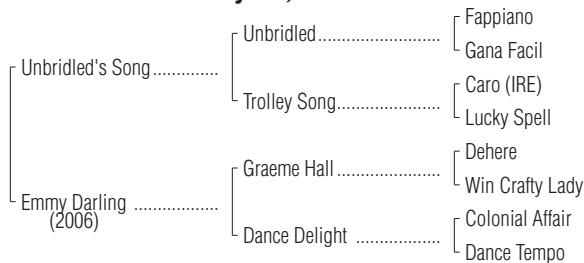 Fappiano
Unbridled
Gana Facil
Unbridled's Song
Caro (IRE)
Trolley Song
Lucky Spell
Dehere
Graeme Hall
Win Crafty Lady
Emmy Darling
(2006)
Colonial Affair
Dance Delight
Dance Tempo